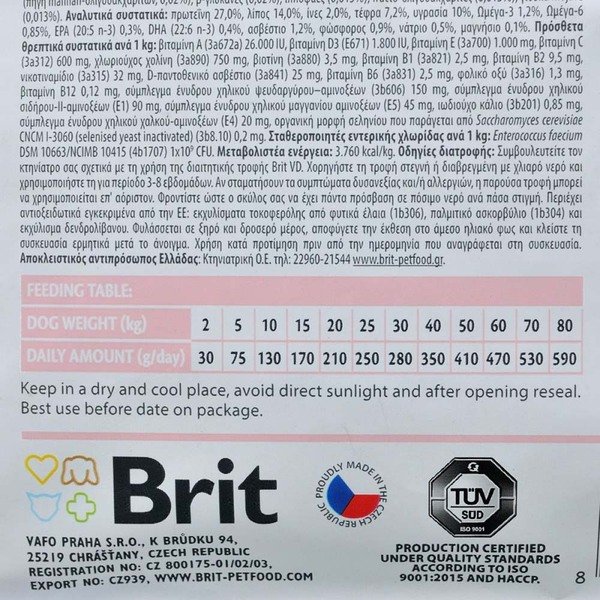 0,3%). Αναλυτικά συστατικά: πρωτεΐνη 27,0%, λίπος 14,0%, ίνες 2,0%, τέφρα 7,2%, υγρασία 10%, Ωμέγα-3 1,2%, Ωμέγα-6
0,85%, EPA (20:5 n-3) 0,3%, DHA (22:6 n-3) 0,4%, ασβέστιο 1,2%, φώσφορος 0,9%, νάτριο 0,5%, μαγνήσιο 0,1%. Πρόσθετα
θρεπτικά συστατικά ανά 1 kg: βιταμίνη A (3a672a) 26.000 IU, βιταμίνη D3 (E671) 1.800 IU, βιταμίνη E (3a700) 1.000 mg, βιταμίνη C
(3a312) 600 mg, χλωριούχος χολίνη (3a890) 750 mg, βιοτίνη (3a880) 3,5 mg, βιταμίνη B1 (3a821) 2,5 mg, βιταμίνη B2 9,5 mg,
νικοτιναμίδιο (3a315) 32 mg, D-παντοθενικό ασβέστιο (3a841) 25 mg, βιταμίνη B6 (3a831) 2,5 mg, φολικό οξύ (3a316) 1,3 mg,
βιταμίνη B12 0,12 mg, σύμπλεγμα ένυδρου χηλικού ψευδαργύρου–αμινοξέων (3b606) 150 mg, σύμπλεγμα ένυδρου χηλικού
σιδήρου-II-αμινοξέων (E1) 90 mg, σύμπλεγμα ένυδρου χηλικού μαγγανίου αμινοξέων (E5) 45 mg, ιωδιούχο κάλιο (3b201) 0,85 mg,
σύμπλεγμα ένυδρου χηλικού χαλκού-αμινοξέων (E4) 20 mg, οργανική μορφή σεληνίου που παράγεται από Saccharomyces cerevisiae
CNCM I-3060 (selenised yeast inactivated) (3b8.10) 0,2 mg. Σταθεροποιητές εντερικής χλωρίδας ανά 1 kg: Enterococcus faecium
DSM 10663/NCIMB 10415 (4b1707) 1x10⁹ CFU. Μεταβολιστέα ενέργεια: 3.760 kcal/kg. Οδηγίες διατροφής: Συμβουλευτείτε τον
κτηνίατρο σας σχετικά με τη χρήση της διαιτητικής τροφής Brit VD. Χορηγήστε τη τροφή στεγνή ή διαβρεγμένη με χλιαρό νερό και
χρησιμοποιήστε τη για περίοδο 3-8 εβδομάδων. Αν σταματήσουν τα συμπτώματα δυσανεξίας και/ή αλλεργιών, η παρούσα τροφή μπορεί
να χρησιμοποιείται επ' αόριστον. Φροντίστε ώστε ο σκύλος σας να έχει πάντα πρόσβαση σε πόσιμο νερό ανά πάσα στιγμή. Περιέχει
αντιοξειδωτικά εγκεκριμένα από την ΕΕ: εκχυλίσματα τοκοφερόλης από φυτικά έλαια (1b306), παλμιτικό ασκορβύλιο (1b304) και
εκχύλισμα δενδρολίβανου. Φυλάσσεται σε ξηρό και δροσερό μέρος, αποφύγετε την έκθεση στο άμεσο ηλιακό φως και κλείστε τη
συσκευασία ερμητικά μετά το άνοιγμα. Χρήση κατά προτίμηση πριν από την ημερομηνία που αναγράφεται στη συσκευασία.
Αποκλειστικός αντιπρόσωπος Ελλάδας: Κτηνιατρική Ο.Ε. τηλ: 22960-21544 www.brit-petfood.gr
FEEDING TABLE:
DOG WEIGHT (kg) 2 5 10 15 20 25 30 40 50 60 70 80
DAILY AMOUNT (g/day) 30 75 130 170 210 250 280 350 410 470 530 590
Keep in a dry and cool place, avoid direct sunlight and after opening reseal.
Best use before date on package.
Brit
VAFO PRAHA S.R.O., K BRŮDKU 94,
25219 CHRÁŠŤANY, CZECH REPUBLIC
REGISTRATION NO: CZ 800175-01/02/03,
EXPORT NO: CZ939, WWW.BRIT-PETFOOD.COM
PROUDLY MADE IN THE CZECH REPUBLIC
TÜV
SÜD
ISO 9001
PRODUCTION CERTIFIED
UNDER QUALITY STANDARDS
ACCORDING TO ISO
9001:2015 AND HACCP.
8